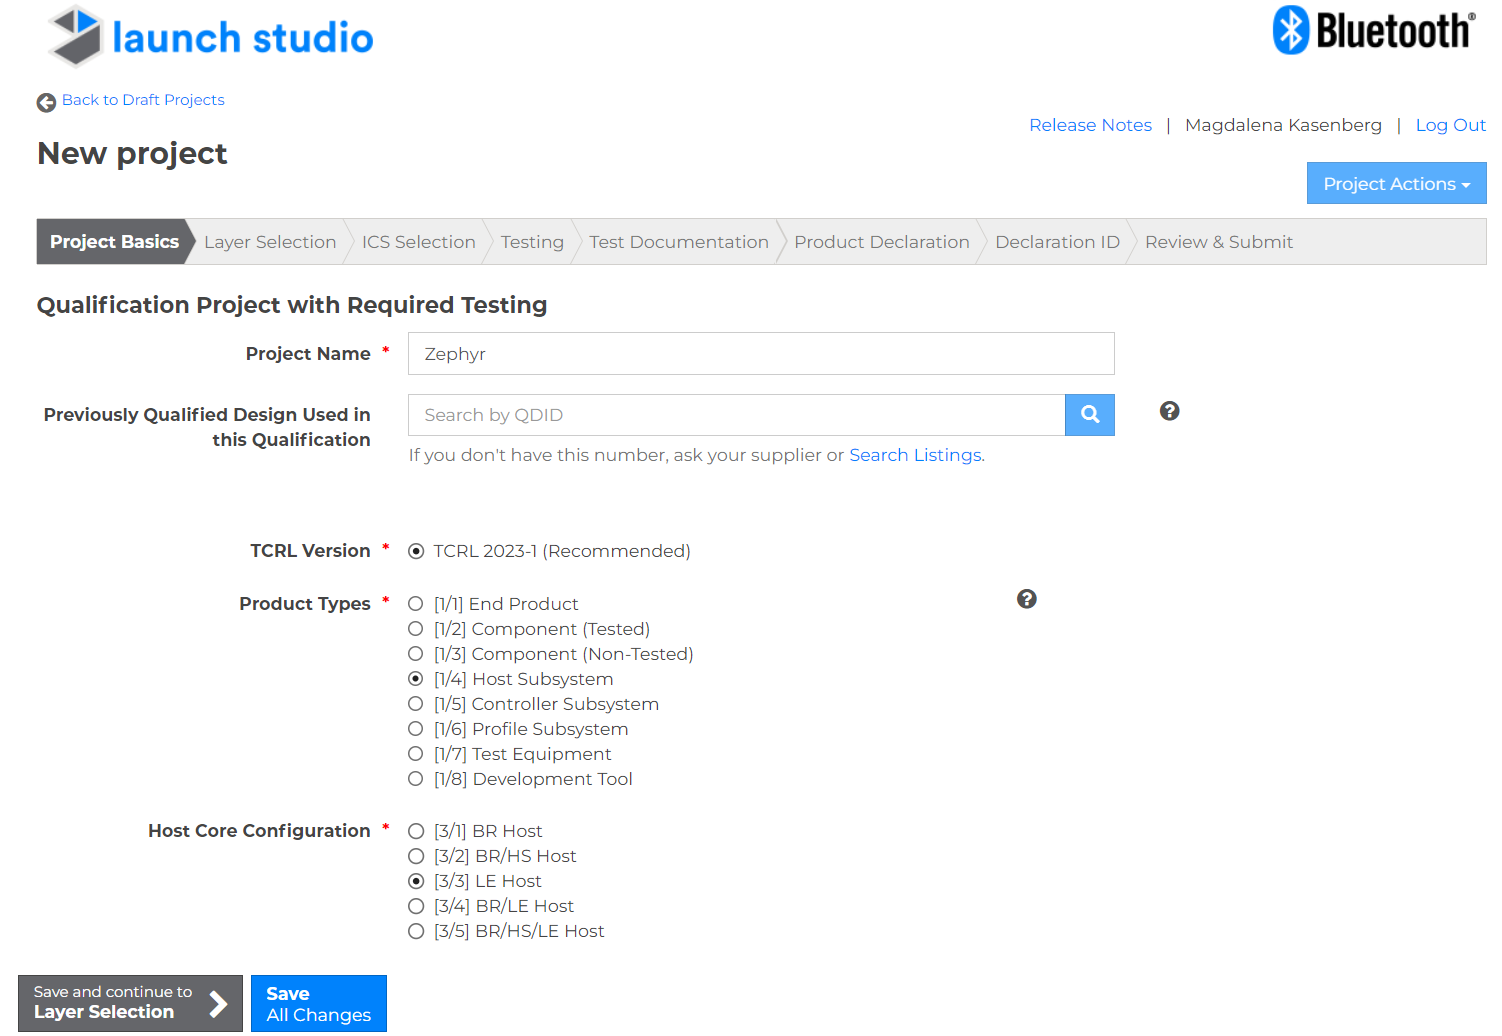 launch studio
Bluetooth®
Back to Draft Projects
Release Notes | Magdalena Kasenberg | Log Out
New project
Project Actions
Project Basics Layer Selection ICS Selection Testing Test Documentation Product Declaration Declaration ID Review & Submit
Qualification Project with Required Testing
Project Name * Zephyr
Previously Qualified Design Used in
this Qualification
Search by QDID
If you don't have this number, ask your supplier or Search Listings.
TCRL Version * TCRL 2023-1 (Recommended)
Product Types * [1/1] End Product
[1/2] Component (Tested)
[1/3] Component (Non-Tested)
[1/4] Host Subsystem
[1/5] Controller Subsystem
[1/6] Profile Subsystem
[1/7] Test Equipment
[1/8] Development Tool
Host Core Configuration * [3/1] BR Host
[3/2] BR/HS Host
[3/3] LE Host
[3/4] BR/LE Host
[3/5] BR/HS/LE Host
Save and continue to
Layer Selection
Save
All Changes